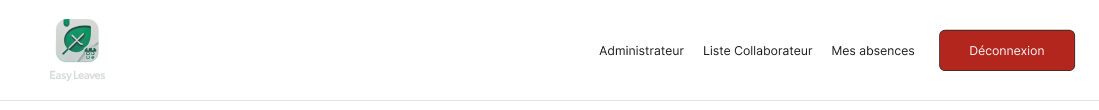 Easy Leaves
Administrateur Liste Collaborateur Mes absences Déconnexion